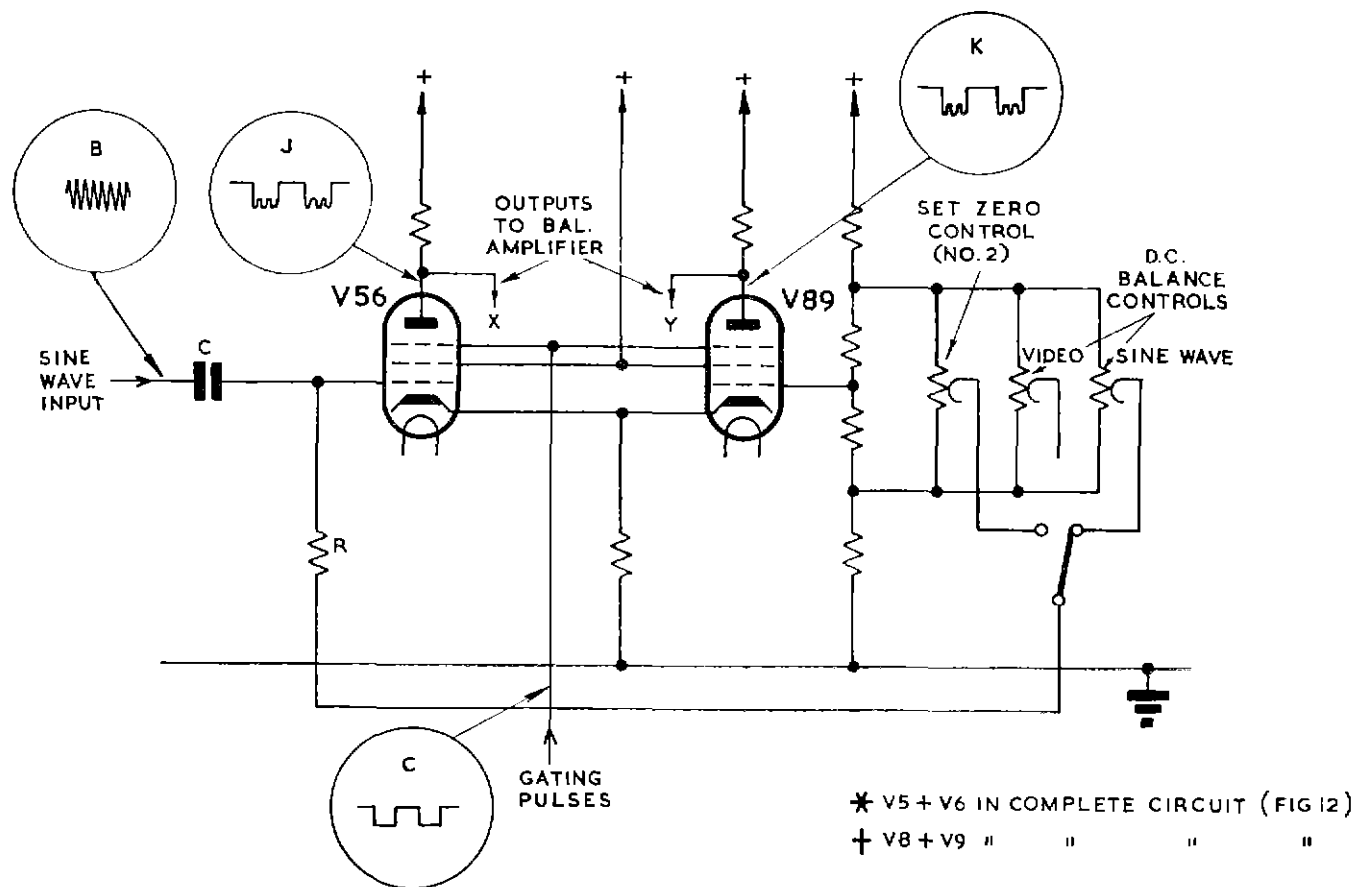 K
+ + + +
B
J
OUTPUTS
TO BAL.
AMPLIFIER
SET ZERO
CONTROL
(NO. 2)
D.C.
BALANCE
CONTROLS
V56
X
Y
V89
VIDEO
SINE WAVE
C
SINE
WAVE
INPUT
R
C
GATING
PULSES
* V5 + V6 IN COMPLETE CIRCUIT (FIG 12)
+ V8 + V9 " " " "